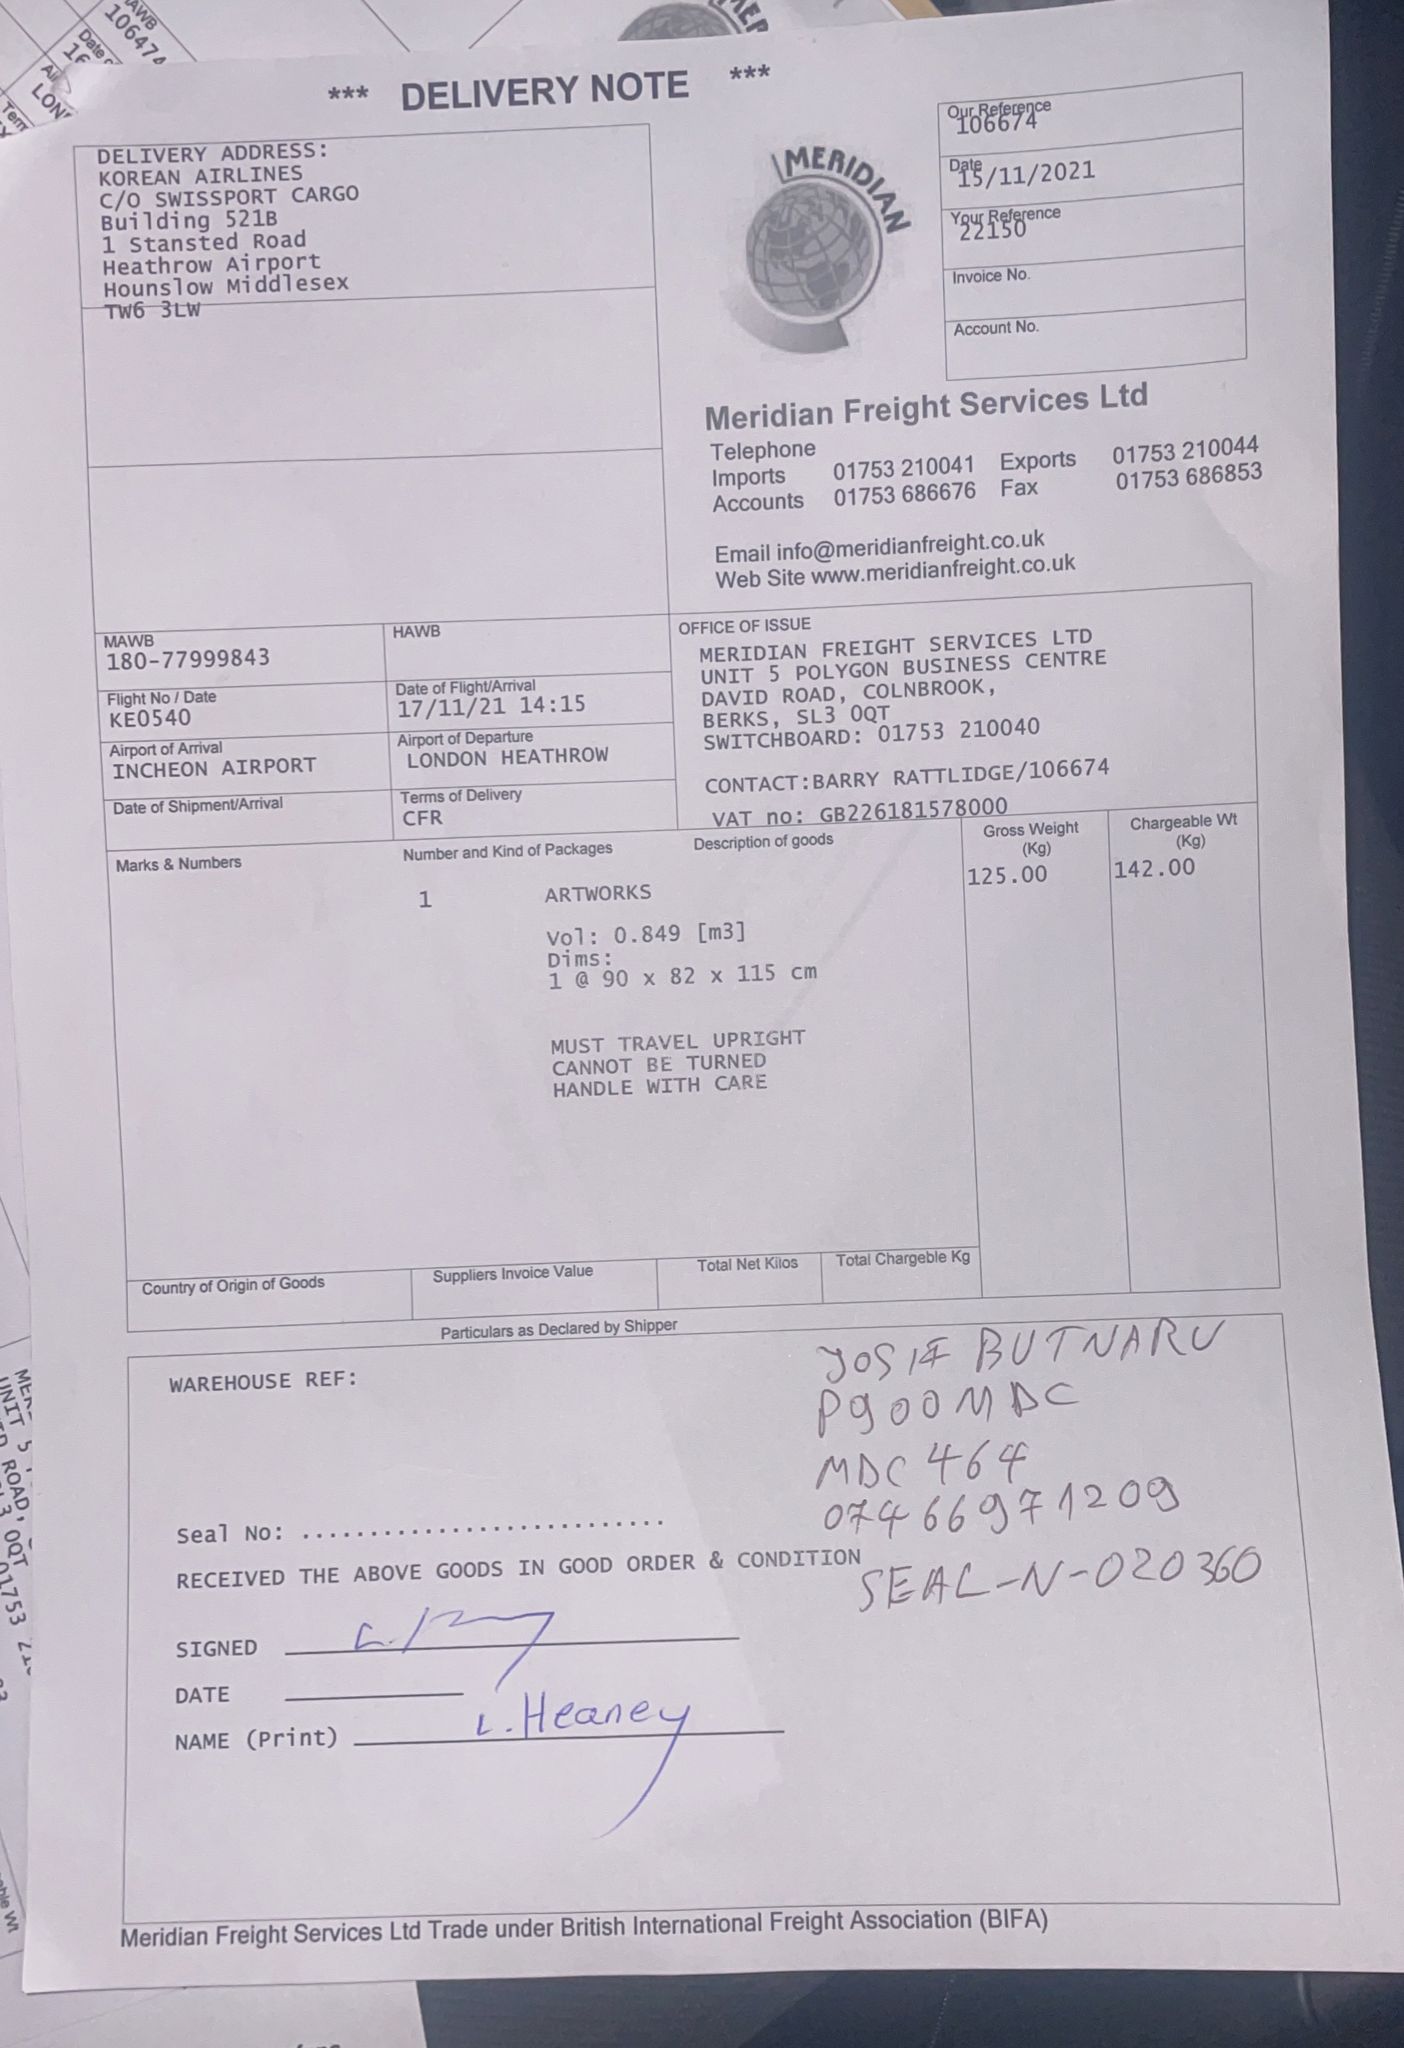 *** DELIVERY NOTE ***
DELIVERY ADDRESS:
KOREAN AIRLINES
C/O SWISSPORT CARGO
Building 521B
1 Stansted Road
Heathrow Airport
Hounslow Middlesex
TW6 3LW
MERIDIAN
Our Reference
106674
Date
15/11/2021
Your Reference
22150
Invoice No.
Account No.
Meridian Freight Services Ltd
Telephone
Imports 01753 210041 Exports 01753 210044
Accounts 01753 686676 Fax 01753 686853
Email info@meridianfreight.co.uk
Web Site www.meridianfreight.co.uk
MAWB
180-77999843
HAWB
Flight No / Date
KE0540
Date of Flight/Arrival
17/11/21 14:15
Airport of Arrival
INCHEON AIRPORT
Airport of Departure
LONDON HEATHROW
Date of Shipment/Arrival
Terms of Delivery
CFR
OFFICE OF ISSUE
MERIDIAN FREIGHT SERVICES LTD
UNIT 5 POLYGON BUSINESS CENTRE
DAVID ROAD, COLNBROOK,
BERKS, SL3 0QT
SWITCHBOARD: 01753 210040
CONTACT:BARRY RATTLIDGE/106674
VAT no: GB226181578000
Marks & Numbers
Number and Kind of Packages
Description of goods
Gross Weight
(Kg)
Chargeable Wt
(Kg)
1 ARTWORKS 125.00 142.00
Vol: 0.849 [m3]
Dims:
1 @ 90 x 82 x 115 cm
MUST TRAVEL UPRIGHT
CANNOT BE TURNED
HANDLE WITH CARE
Country of Origin of Goods
Suppliers Invoice Value
Total Net Kilos
Total Chargeble Kg
Particulars as Declared by Shipper
WAREHOUSE REF:
JOSIF BUTNARU
P900MDC
MDC 464
07466971209
Seal No: ............................
RECEIVED THE ABOVE GOODS IN GOOD ORDER & CONDITION
SEAL-N-020360
SIGNED
DATE
NAME (Print) L. Heaney
Meridian Freight Services Ltd Trade under British International Freight Association (BIFA)